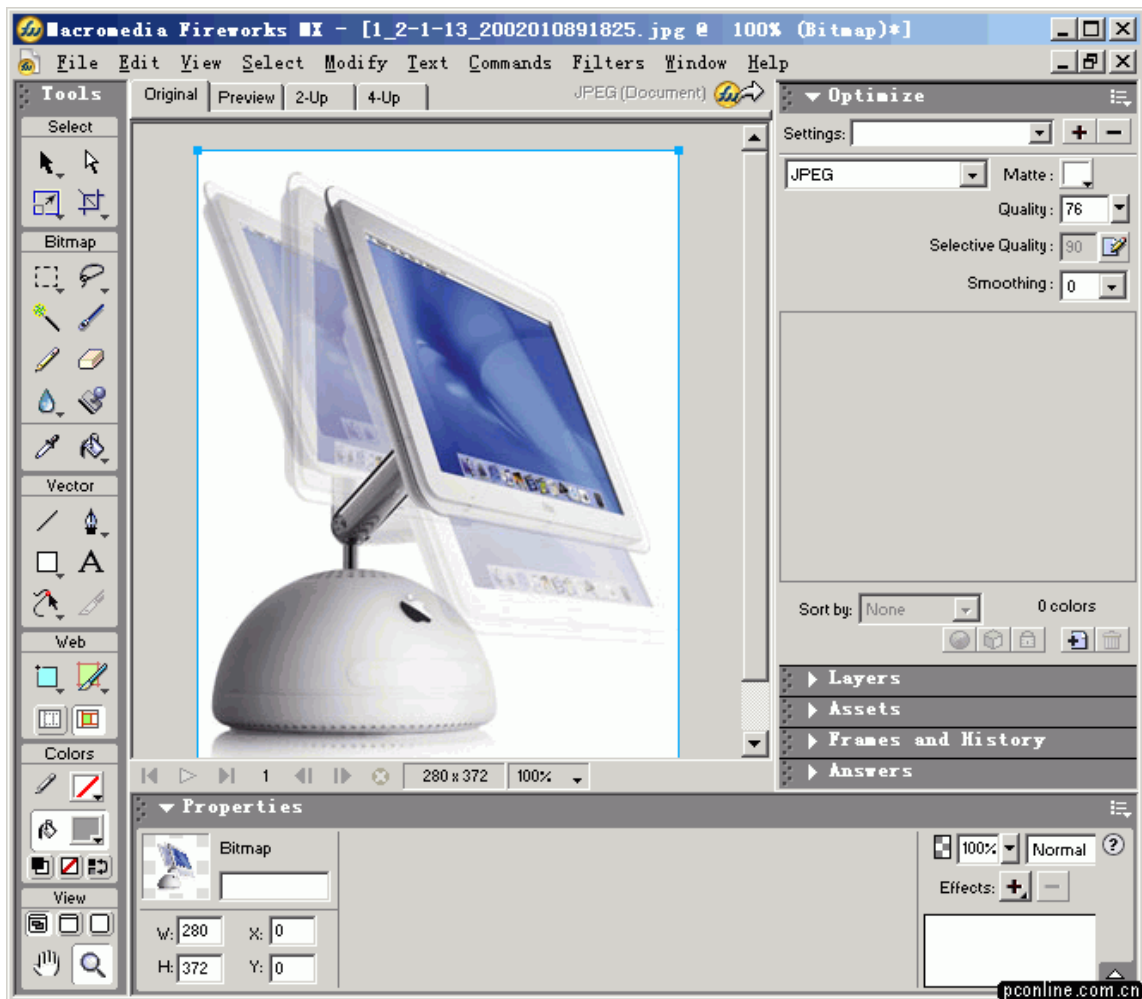 Macromedia Fireworks MX - [1_2-1-13_2002010891825.jpg @ 100% (Bitmap)*]
File Edit View Select Modify Text Commands Filters Window Help
Tools
Original Preview 2-Up 4-Up JPEG (Document)
Optimize
Select
Settings:
JPEG Matte:
Quality: 76
Bitmap
Selective Quality: 90
Smoothing: 0
Vector
Sort by: None 0 colors
Web
Layers
Assets
Frames and History
Colors
1 280 x 372 100%
Answers
Properties
Bitmap
100% Normal
Effects:
View
W: 280 X: 0
H: 372 Y: 0
pconline.com.cn